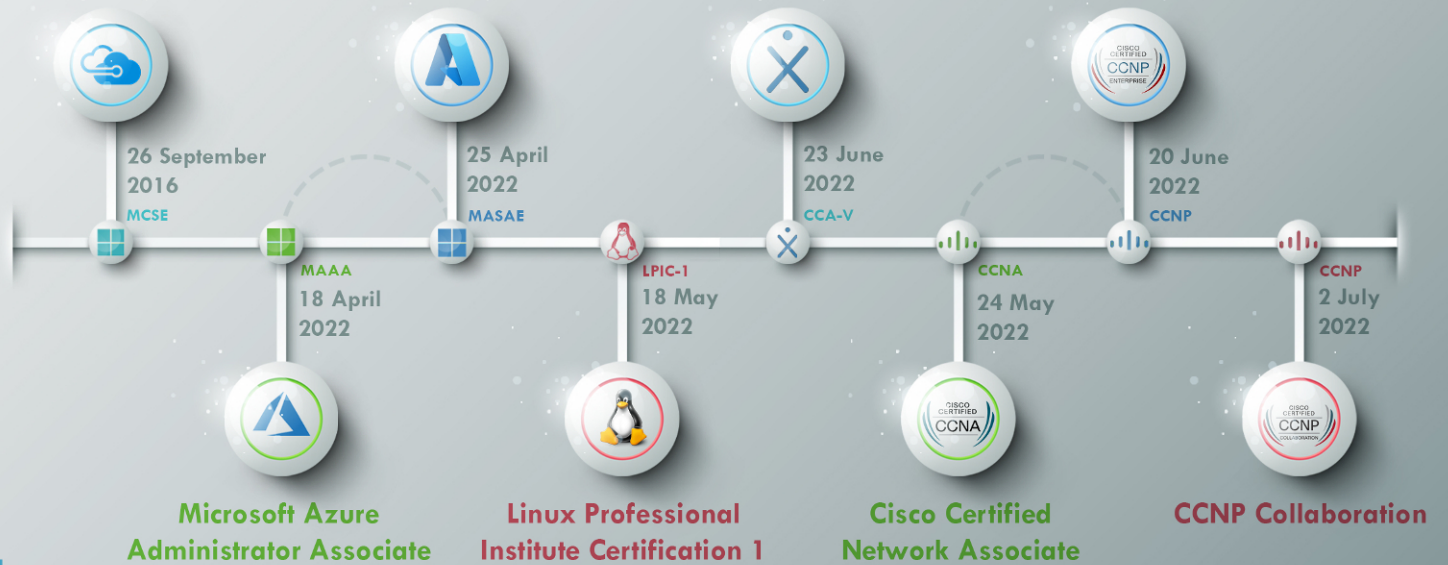 CISCO
CERTIFIED
CCNP
ENTERPRISE
26 September
2016
MCSE
25 April
2022
MASAE
23 June
2022
CCA-V
20 June
2022
CCNP
MAAA
18 April
2022
LPIC-1
18 May
2022
CCNA
24 May
2022
CCNP
2 July
2022
CISCO
CERTIFIED
CCNA
CISCO
CERTIFIED
CCNP
COLLABORATION
Microsoft Azure
Administrator Associate
Linux Professional
Institute Certification 1
Cisco Certified
Network Associate
CCNP Collaboration